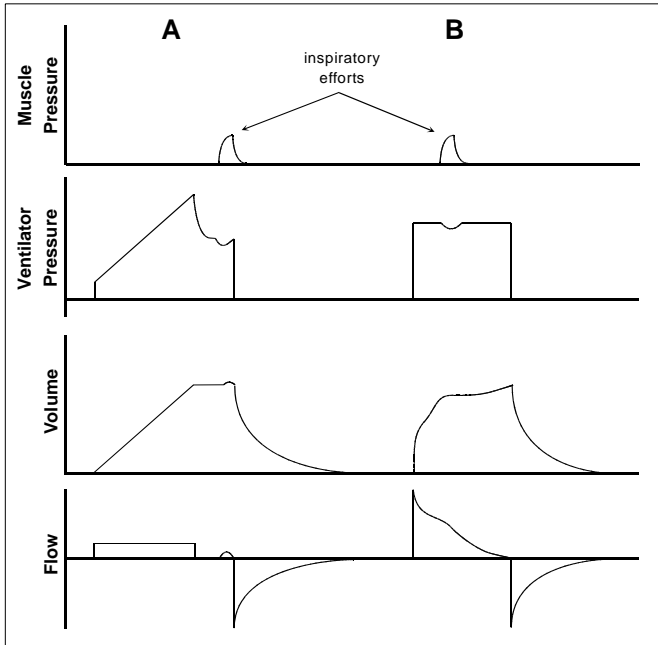 A
B
inspiratory
efforts
Muscle
Pressure
Ventilator
Pressure
Volume
Flow